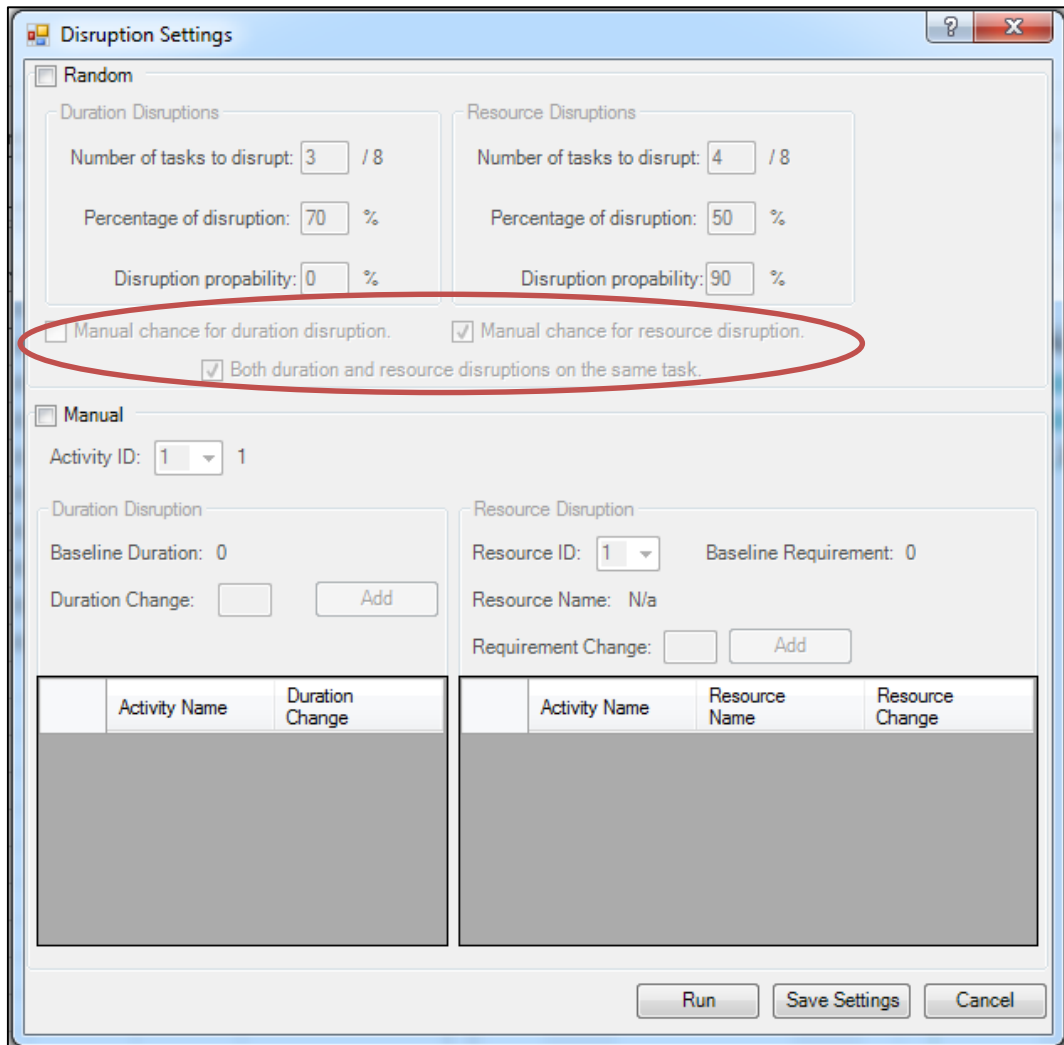 Disruption Settings
Random
Duration Disruptions
Number of tasks to disrupt: 3 / 8
Percentage of disruption: 70 %
Disruption propability: 0 %
Resource Disruptions
Number of tasks to disrupt: 4 / 8
Percentage of disruption: 50 %
Disruption propability: 90 %
Manual chance for duration disruption.
Manual chance for resource disruption.
Both duration and resource disruptions on the same task.
Manual
Activity ID: 1 1
Duration Disruption
Baseline Duration: 0
Duration Change: Add
Activity Name Duration Change
Resource Disruption
Resource ID: 1 Baseline Requirement: 0
Resource Name: N/a
Requirement Change: Add
Activity Name Resource Name Resource Change
Run Save Settings Cancel